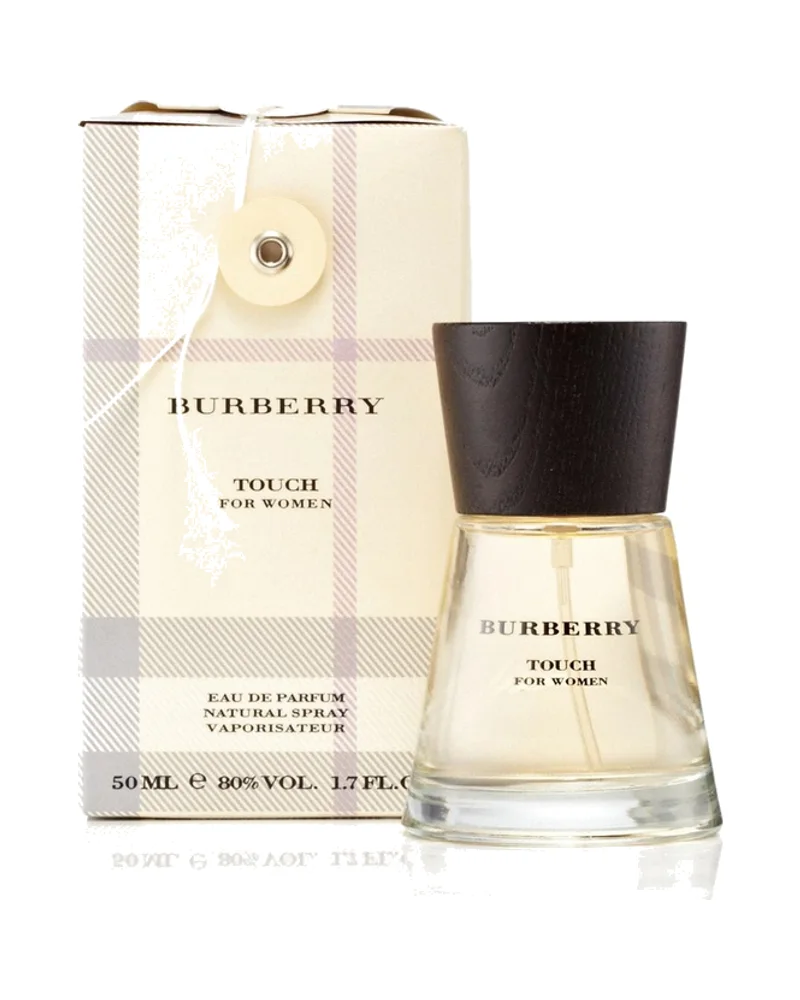 BURBERRY
TOUCH
FOR WOMEN
EAU DE PARFUM
NATURAL SPRAY
VAPORISATEUR
50 ML ℮ 80% VOL. 1.7 FL.
BURBERRY
TOUCH
FOR WOMEN